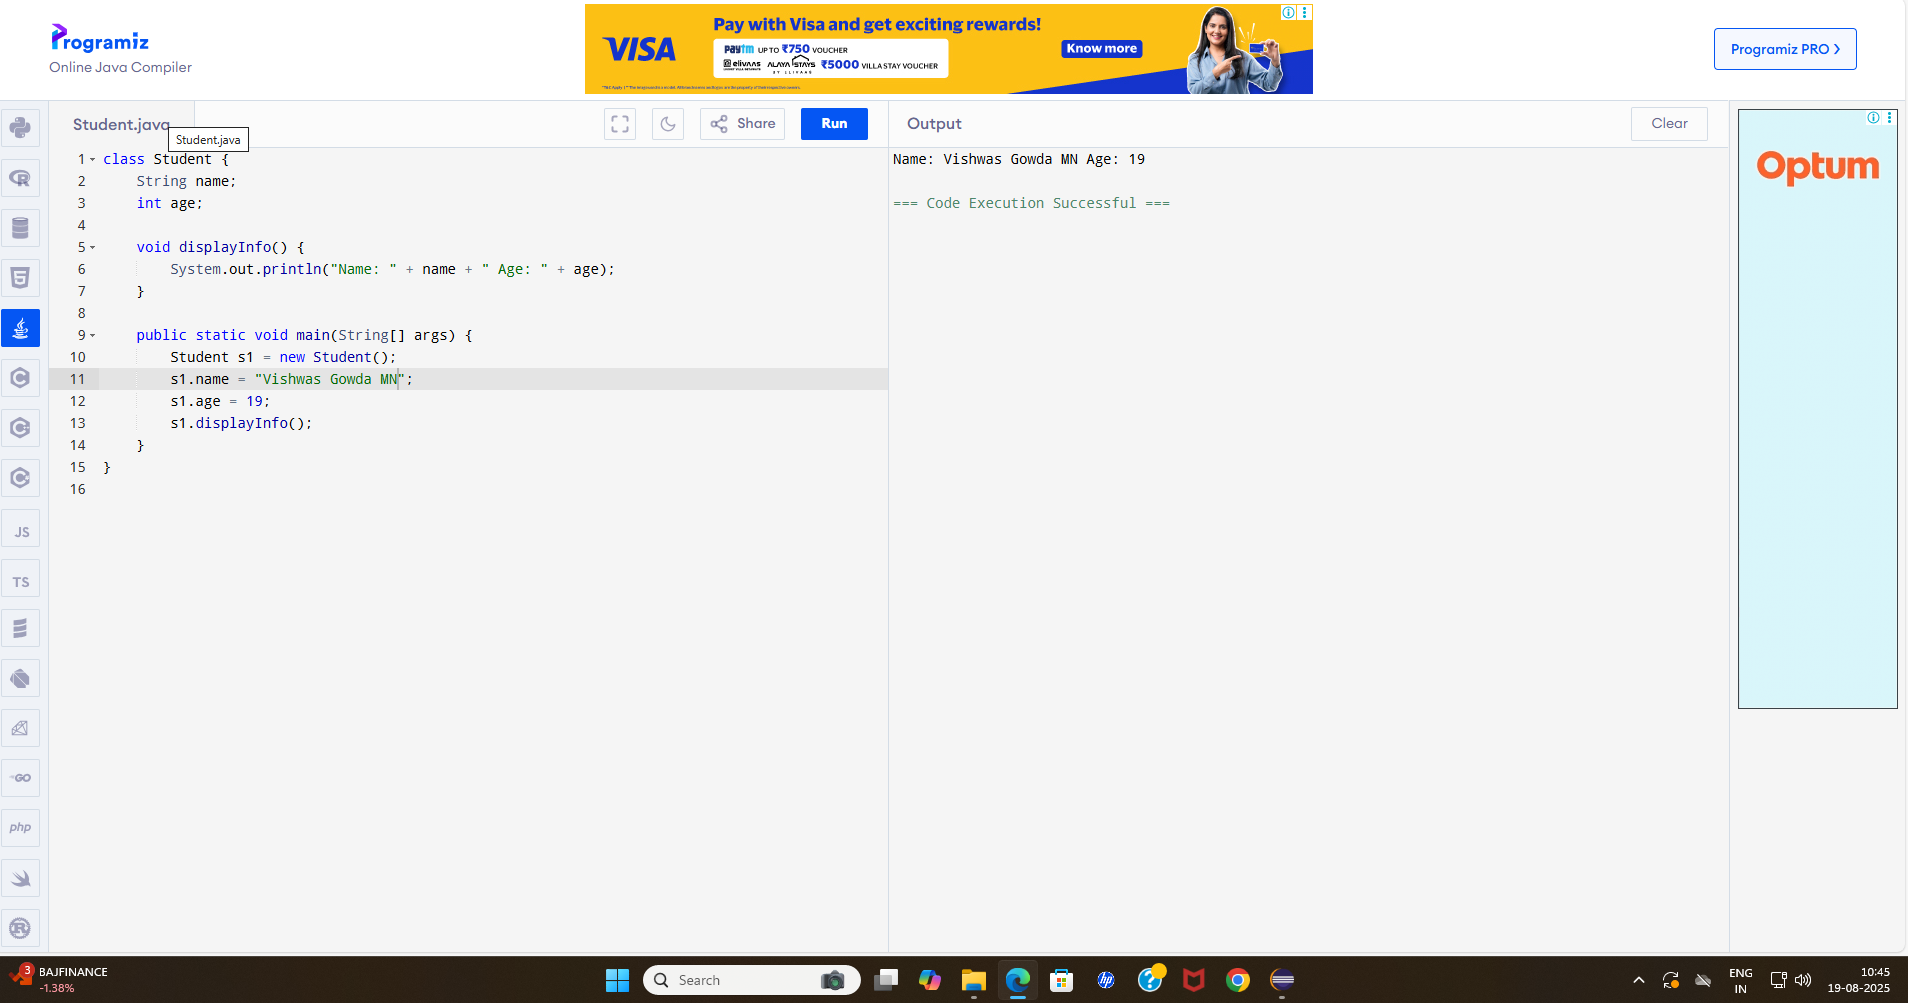 Programiz
Online Java Compiler
VISA
Pay with Visa and get exciting rewards!
paytm UP TO ₹750 VOUCHER
elivaas ALAYA STAYS BY ELIVAAS ₹5000 VILLA STAY VOUCHER
Know more
Programiz PRO
Student.java
Student.java
Share
Run
Output
Clear
1 class Student {
2     String name;
3     int age;
4
5     void displayInfo() {
6         System.out.println("Name: " + name + " Age: " + age);
7     }
8
9     public static void main(String[] args) {
10         Student s1 = new Student();
11         s1.name = "Vishwas Gowda MN";
12         s1.age = 19;
13         s1.displayInfo();
14     }
15 }
16
Name: Vishwas Gowda MN Age: 19
=== Code Execution Successful ===
Optum
JS
TS
GO
php
3
BAJFINANCE
-1.38%
Search
hp
ENG
IN
10:45
19-08-2025